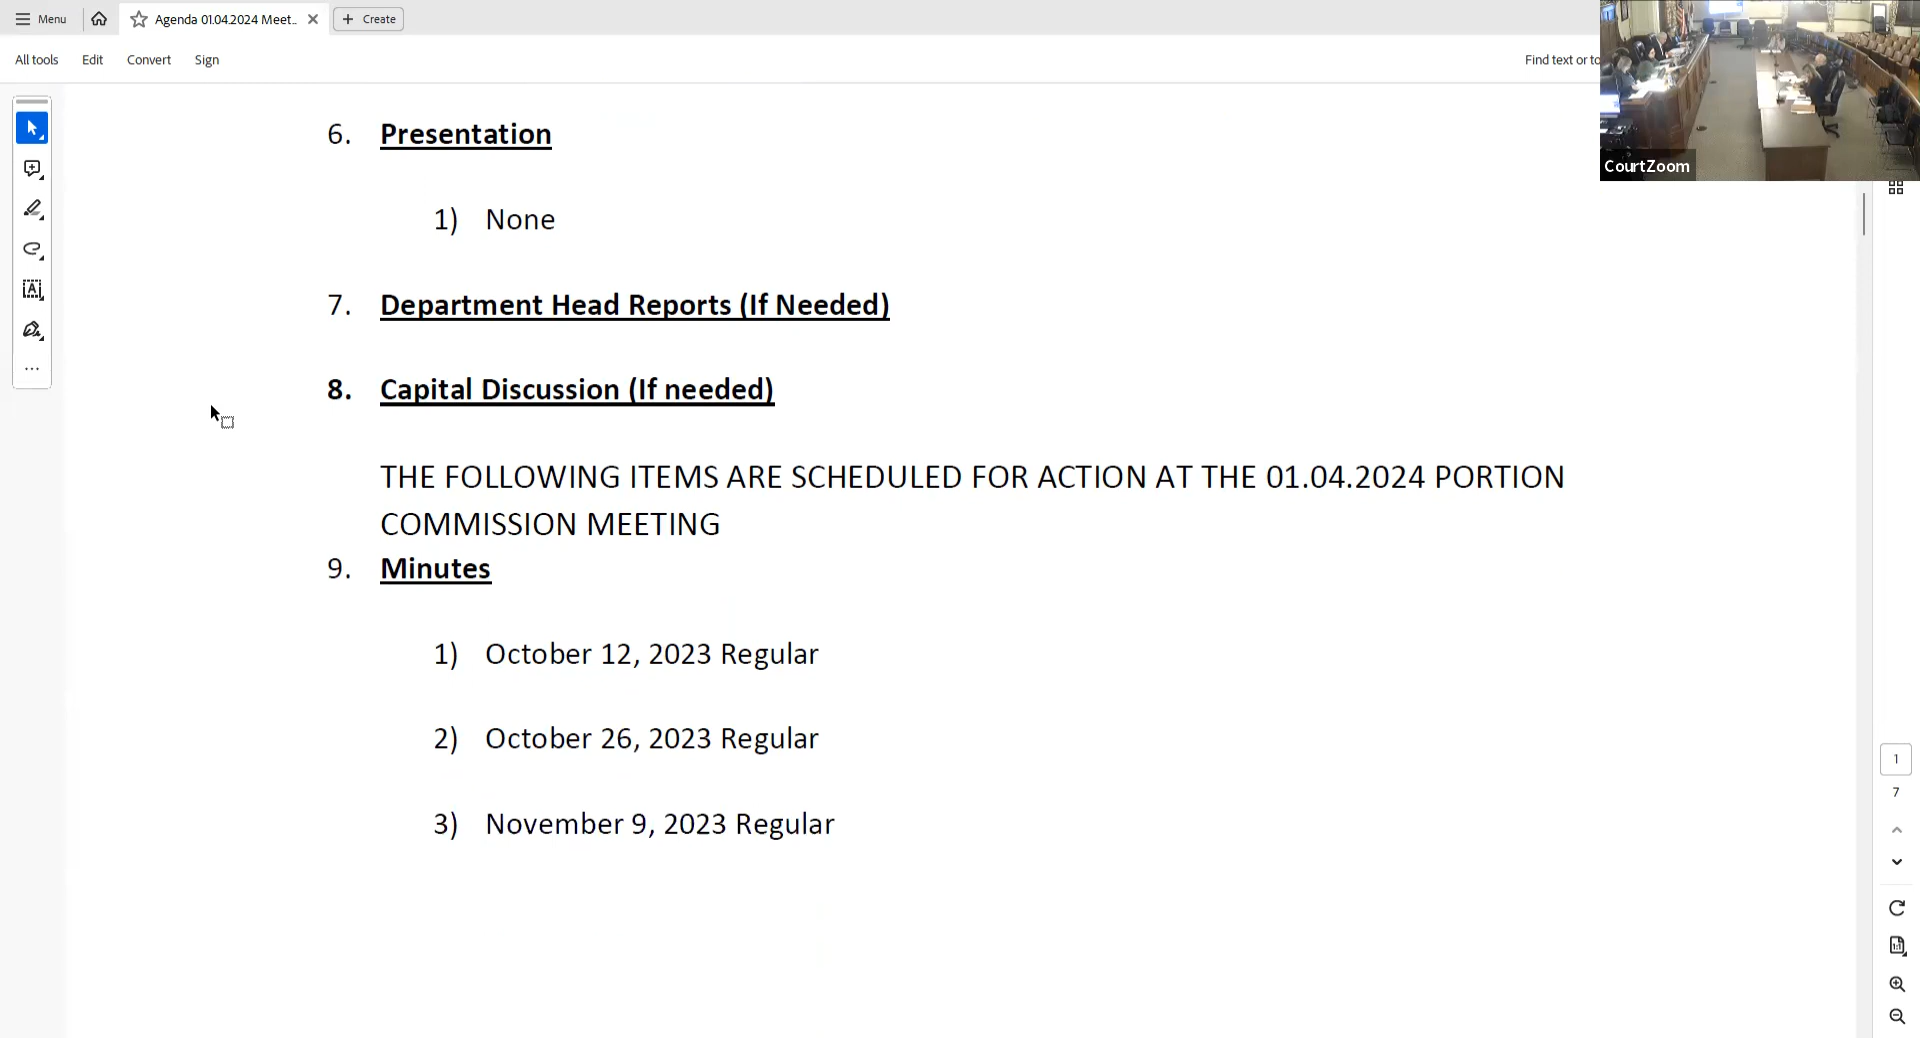 Menu
Agenda 01.04.2024 Meet..
Create
All tools
Edit
Convert
Sign
Find text or to
CourtZoom
6. Presentation
1) None
7. Department Head Reports (If Needed)
8. Capital Discussion (If needed)
THE FOLLOWING ITEMS ARE SCHEDULED FOR ACTION AT THE 01.04.2024 PORTION
COMMISSION MEETING
9. Minutes
1) October 12, 2023 Regular
2) October 26, 2023 Regular
3) November 9, 2023 Regular
1
7